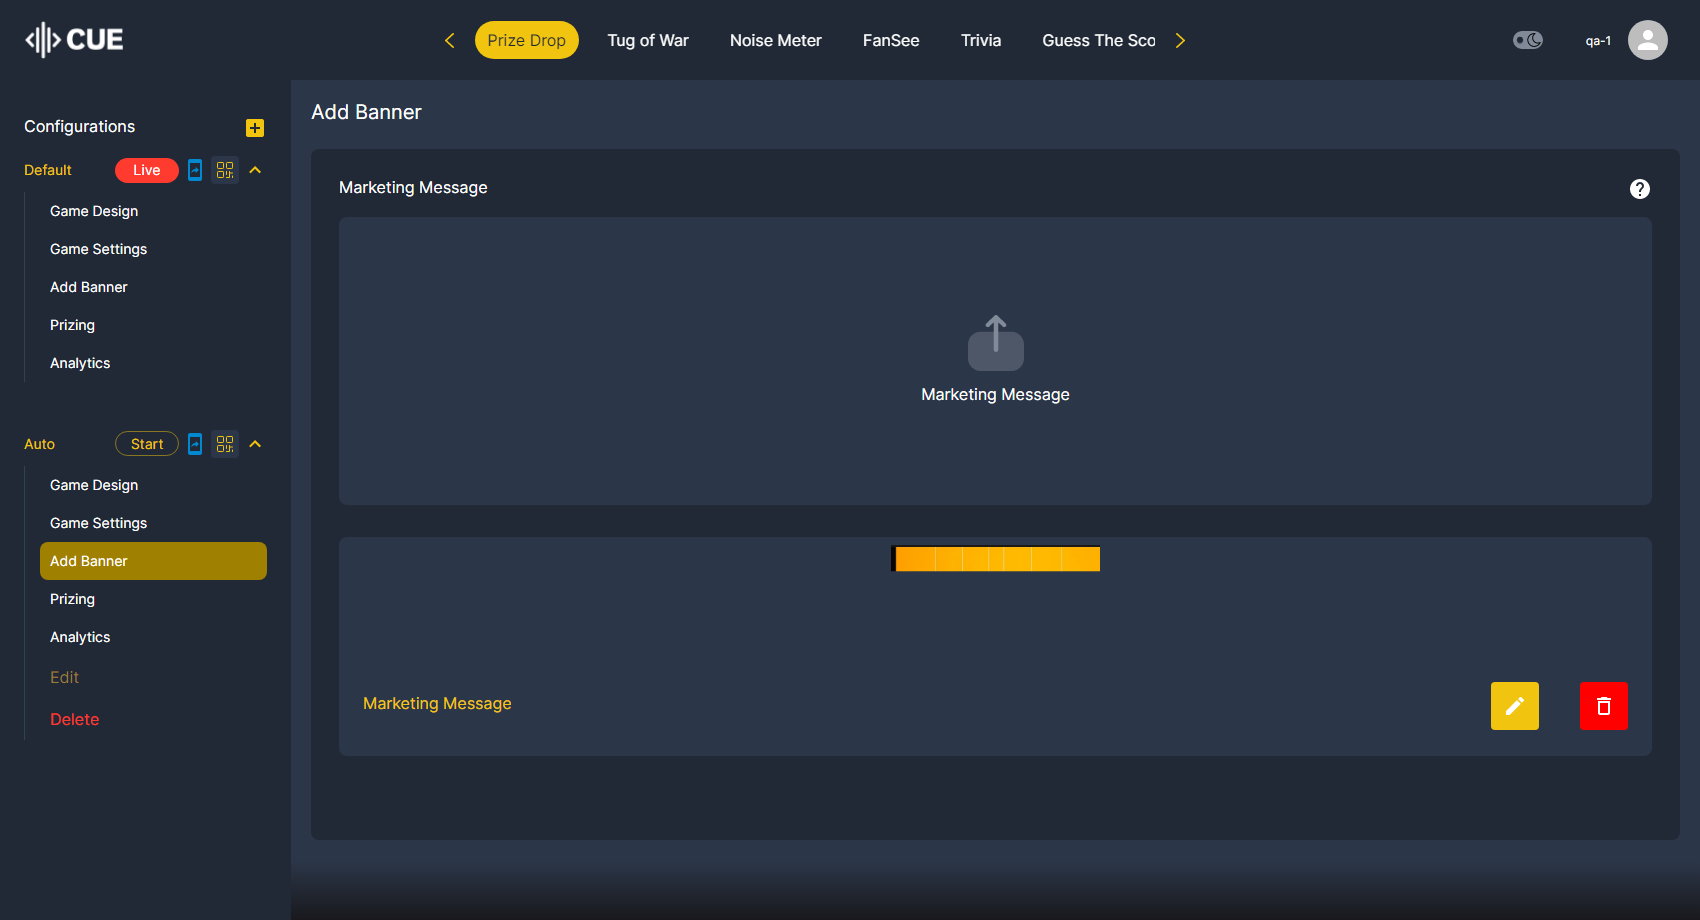 CUE
Prize Drop
Tug of War
Noise Meter
FanSee
Trivia
Guess The Sco
qa-1
Configurations
Default
Live
Game Design
Game Settings
Add Banner
Prizing
Analytics
Auto
Start
Game Design
Game Settings
Add Banner
Prizing
Analytics
Edit
Delete
Add Banner
Marketing Message
?
Marketing Message
Marketing Message